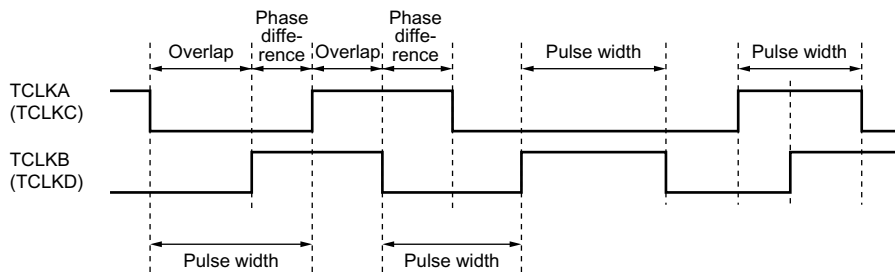 Phase
diffe-
rence
Phase
diffe-
rence
Overlap
Overlap
Pulse width
Pulse width
TCLKA
(TCLKC)
TCLKB
(TCLKD)
Pulse width
Pulse width